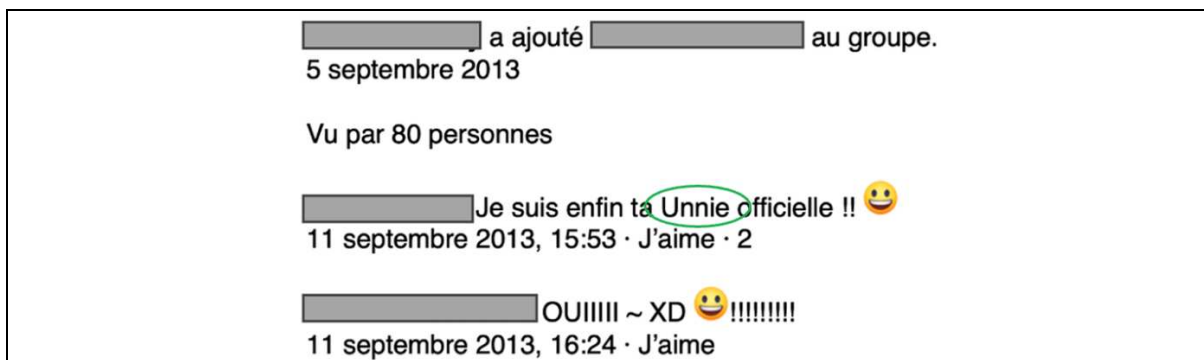 a ajouté au groupe.
5 septembre 2013
Vu par 80 personnes
Je suis enfin ta Unnie officielle !! 😀
11 septembre 2013, 15:53 · J’aime · 2
OUIIIII ~ XD 😀!!!!!!!!!
11 septembre 2013, 16:24 · J’aime